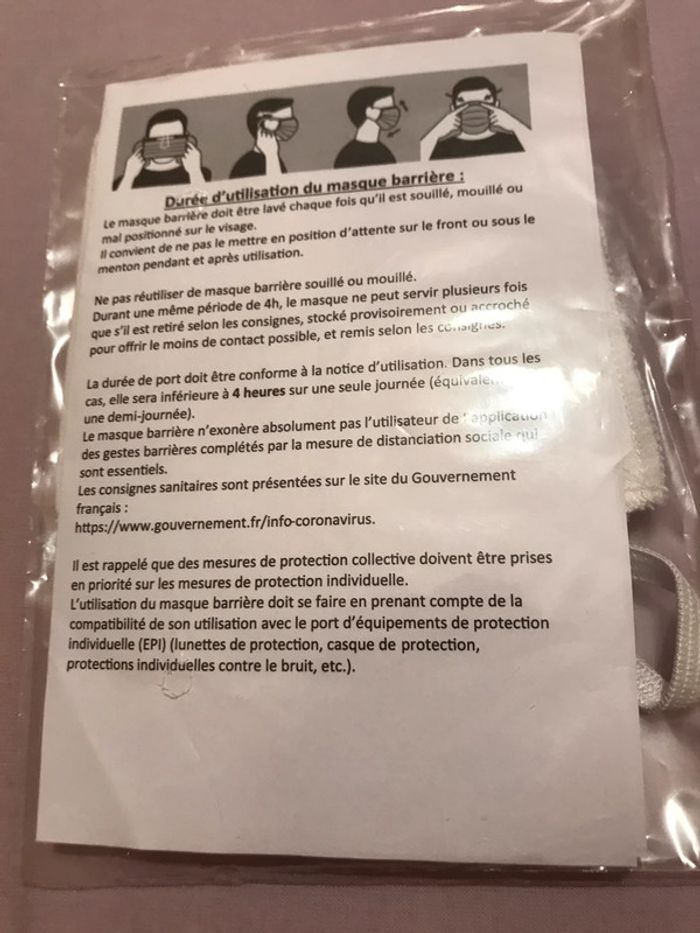 Durée d'utilisation du masque barrière :
Le masque barrière doit être lavé chaque fois qu'il est souillé, mouillé ou
mal positionné sur le visage.
Il convient de ne pas le mettre en position d'attente sur le front ou sous le
menton pendant et après utilisation.
Ne pas réutiliser de masque barrière souillé ou mouillé.
Durant une même période de 4h, le masque ne peut servir plusieurs fois
que s'il est retiré selon les consignes, stocké provisoirement ou accroché
pour offrir le moins de contact possible, et remis selon les consignes.
La durée de port doit être conforme à la notice d'utilisation. Dans tous les
cas, elle sera inférieure à 4 heures sur une seule journée
une demi-journée).
Le masque barrière n'exonère absolument pas l'utilisateur de l'application
des gestes barrières complétés par la mesure de distanciation sociale qui
sont essentiels.
Les consignes sanitaires sont présentées sur le site du Gouvernement
français :
https://www.gouvernement.fr/info-coronavirus.
Il est rappelé que des mesures de protection collective doivent être prises
en priorité sur les mesures de protection individuelle.
L'utilisation du masque barrière doit se faire en prenant compte de la
compatibilité de son utilisation avec le port d'équipements de protection
individuelle (EPI) (lunettes de protection, casque de protection,
protections individuelles contre le bruit, etc.).